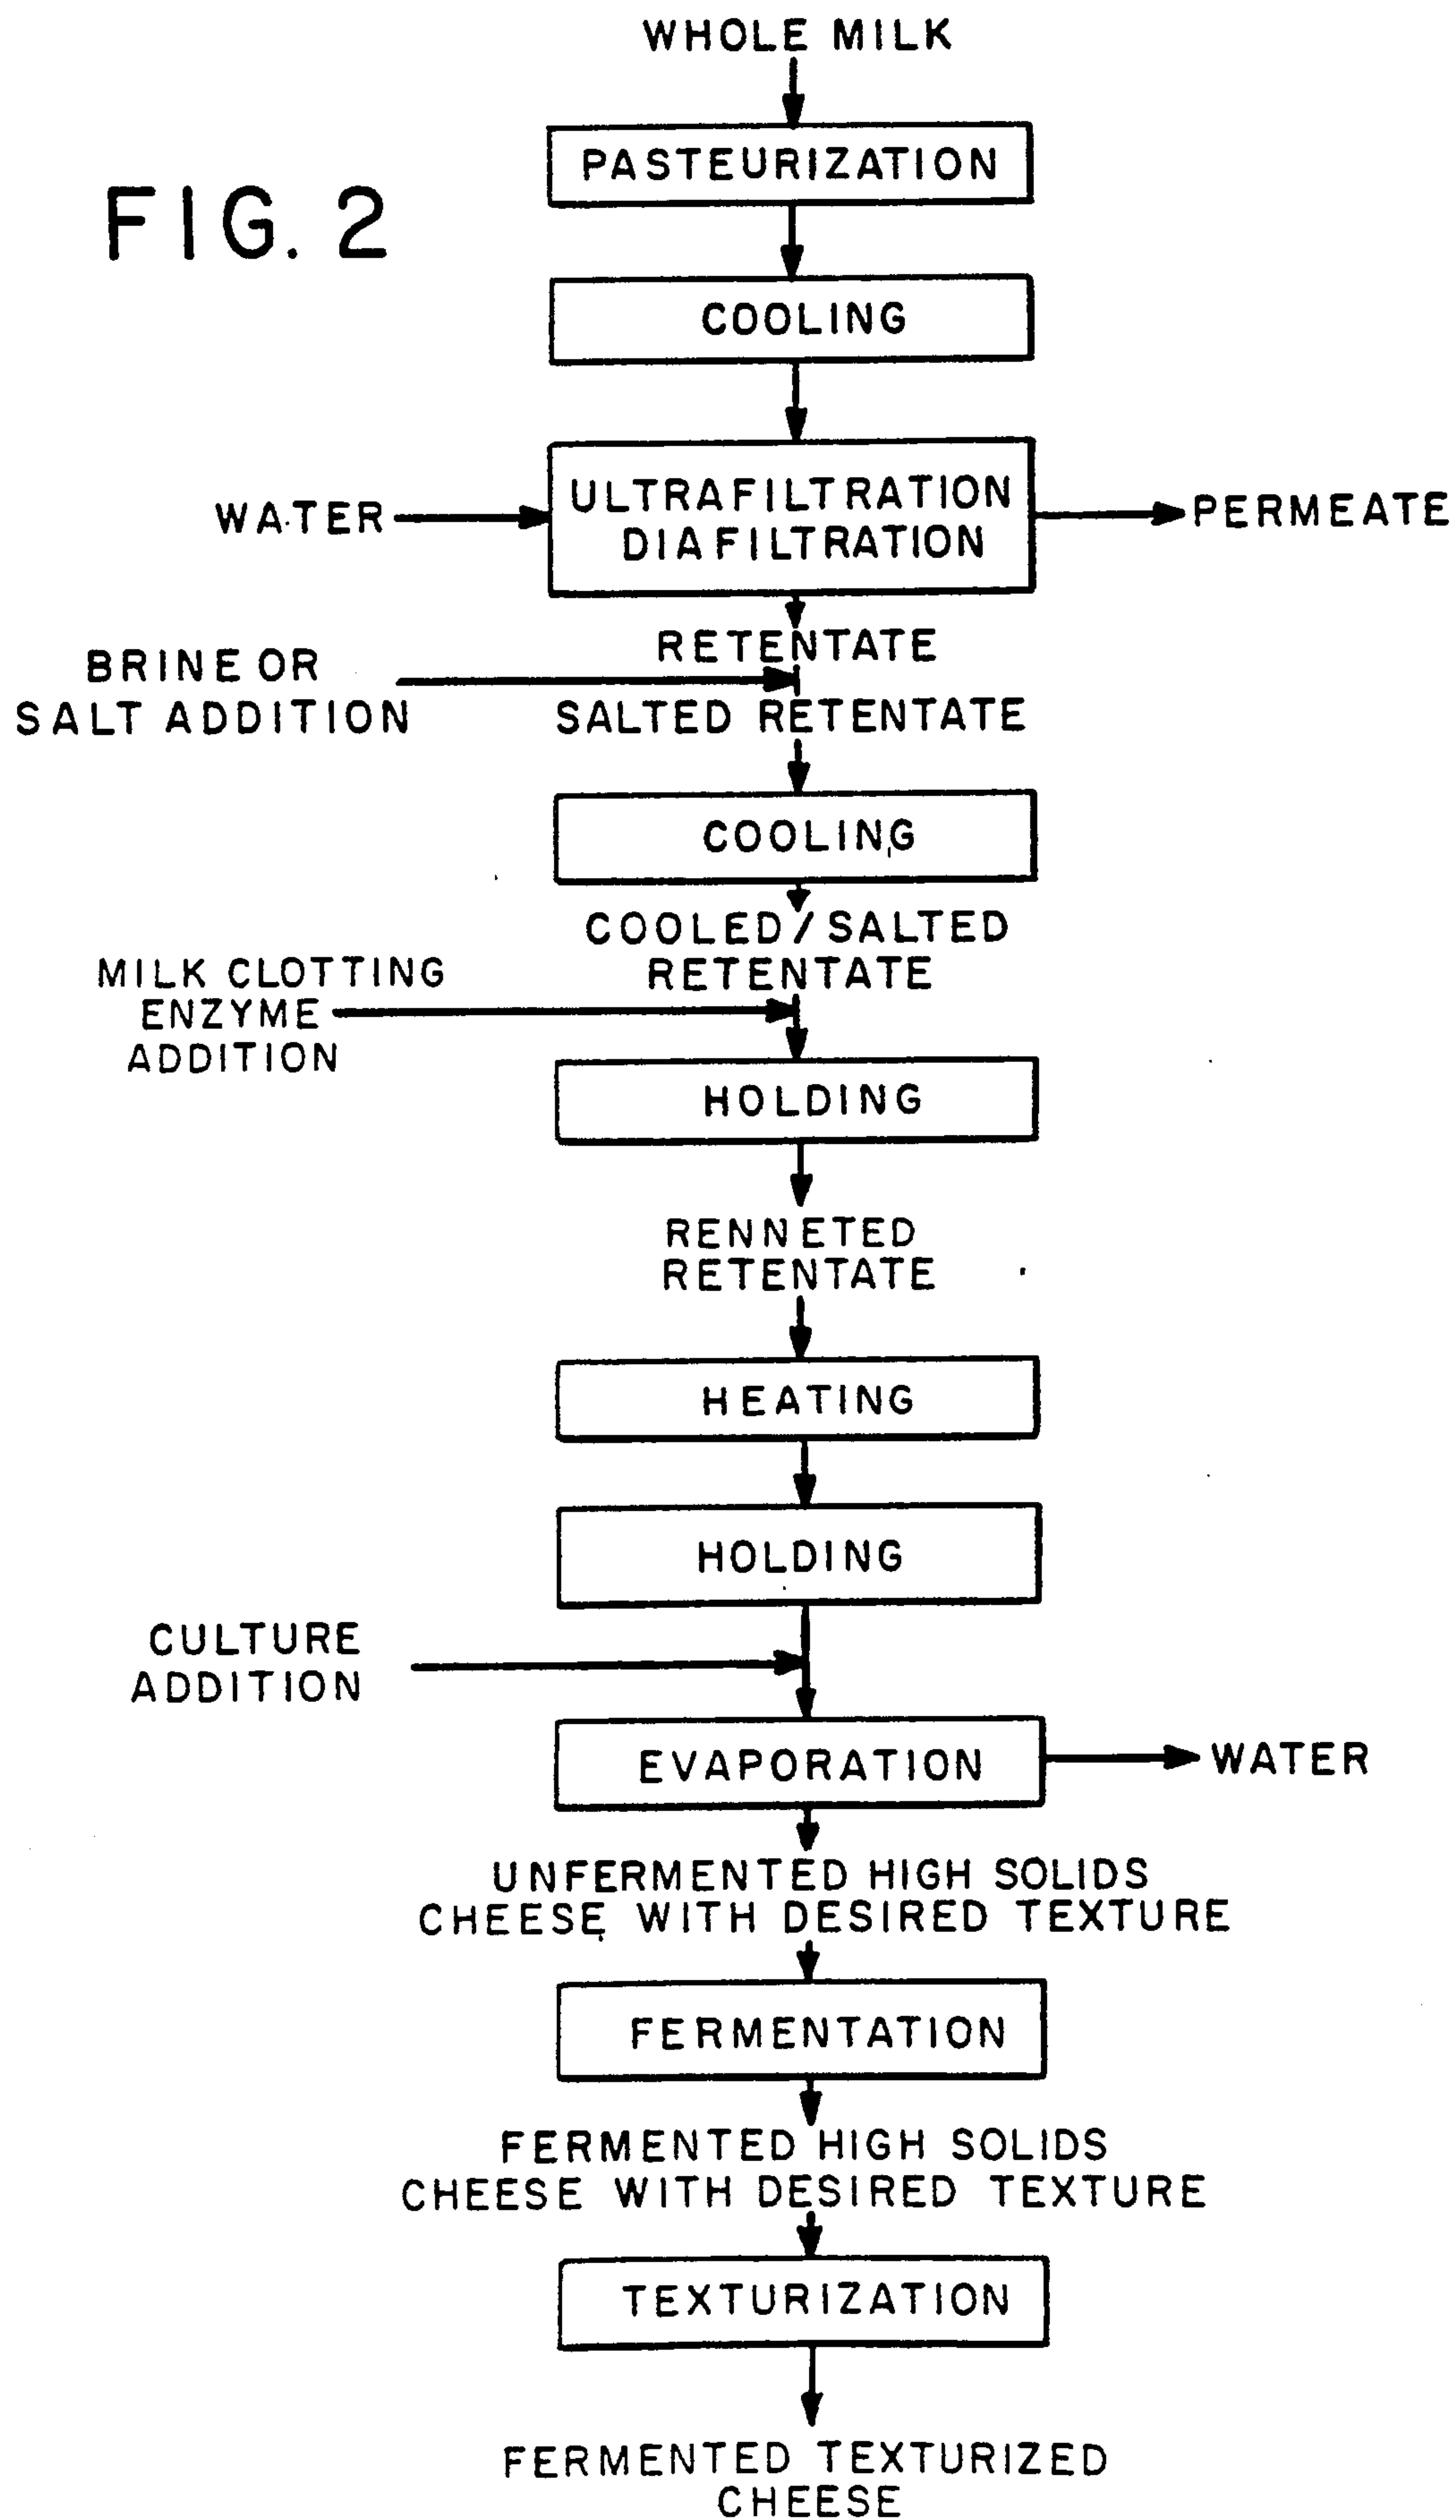 WHOLE MILK
PASTEURIZATION
FIG. 2
COOLING
ULTRAFILTRATION
DIAFILTRATION
WATER
PERMEATE
RETENTATE
BRINE OR
SALT ADDITION
SALTED RETENTATE
COOLING
COOLED/SALTED
RETENTATE
MILK CLOTTING
ENZYME
ADDITION
HOLDING
RENNETED
RETENTATE
HEATING
HOLDING
CULTURE
ADDITION
EVAPORATION
WATER
UNFERMENTED HIGH SOLIDS
CHEESE WITH DESIRED TEXTURE
FERMENTATION
FERMENTED HIGH SOLIDS
CHEESE WITH DESIRED TEXTURE
TEXTURIZATION
FERMENTED TEXTURIZED
CHEESE